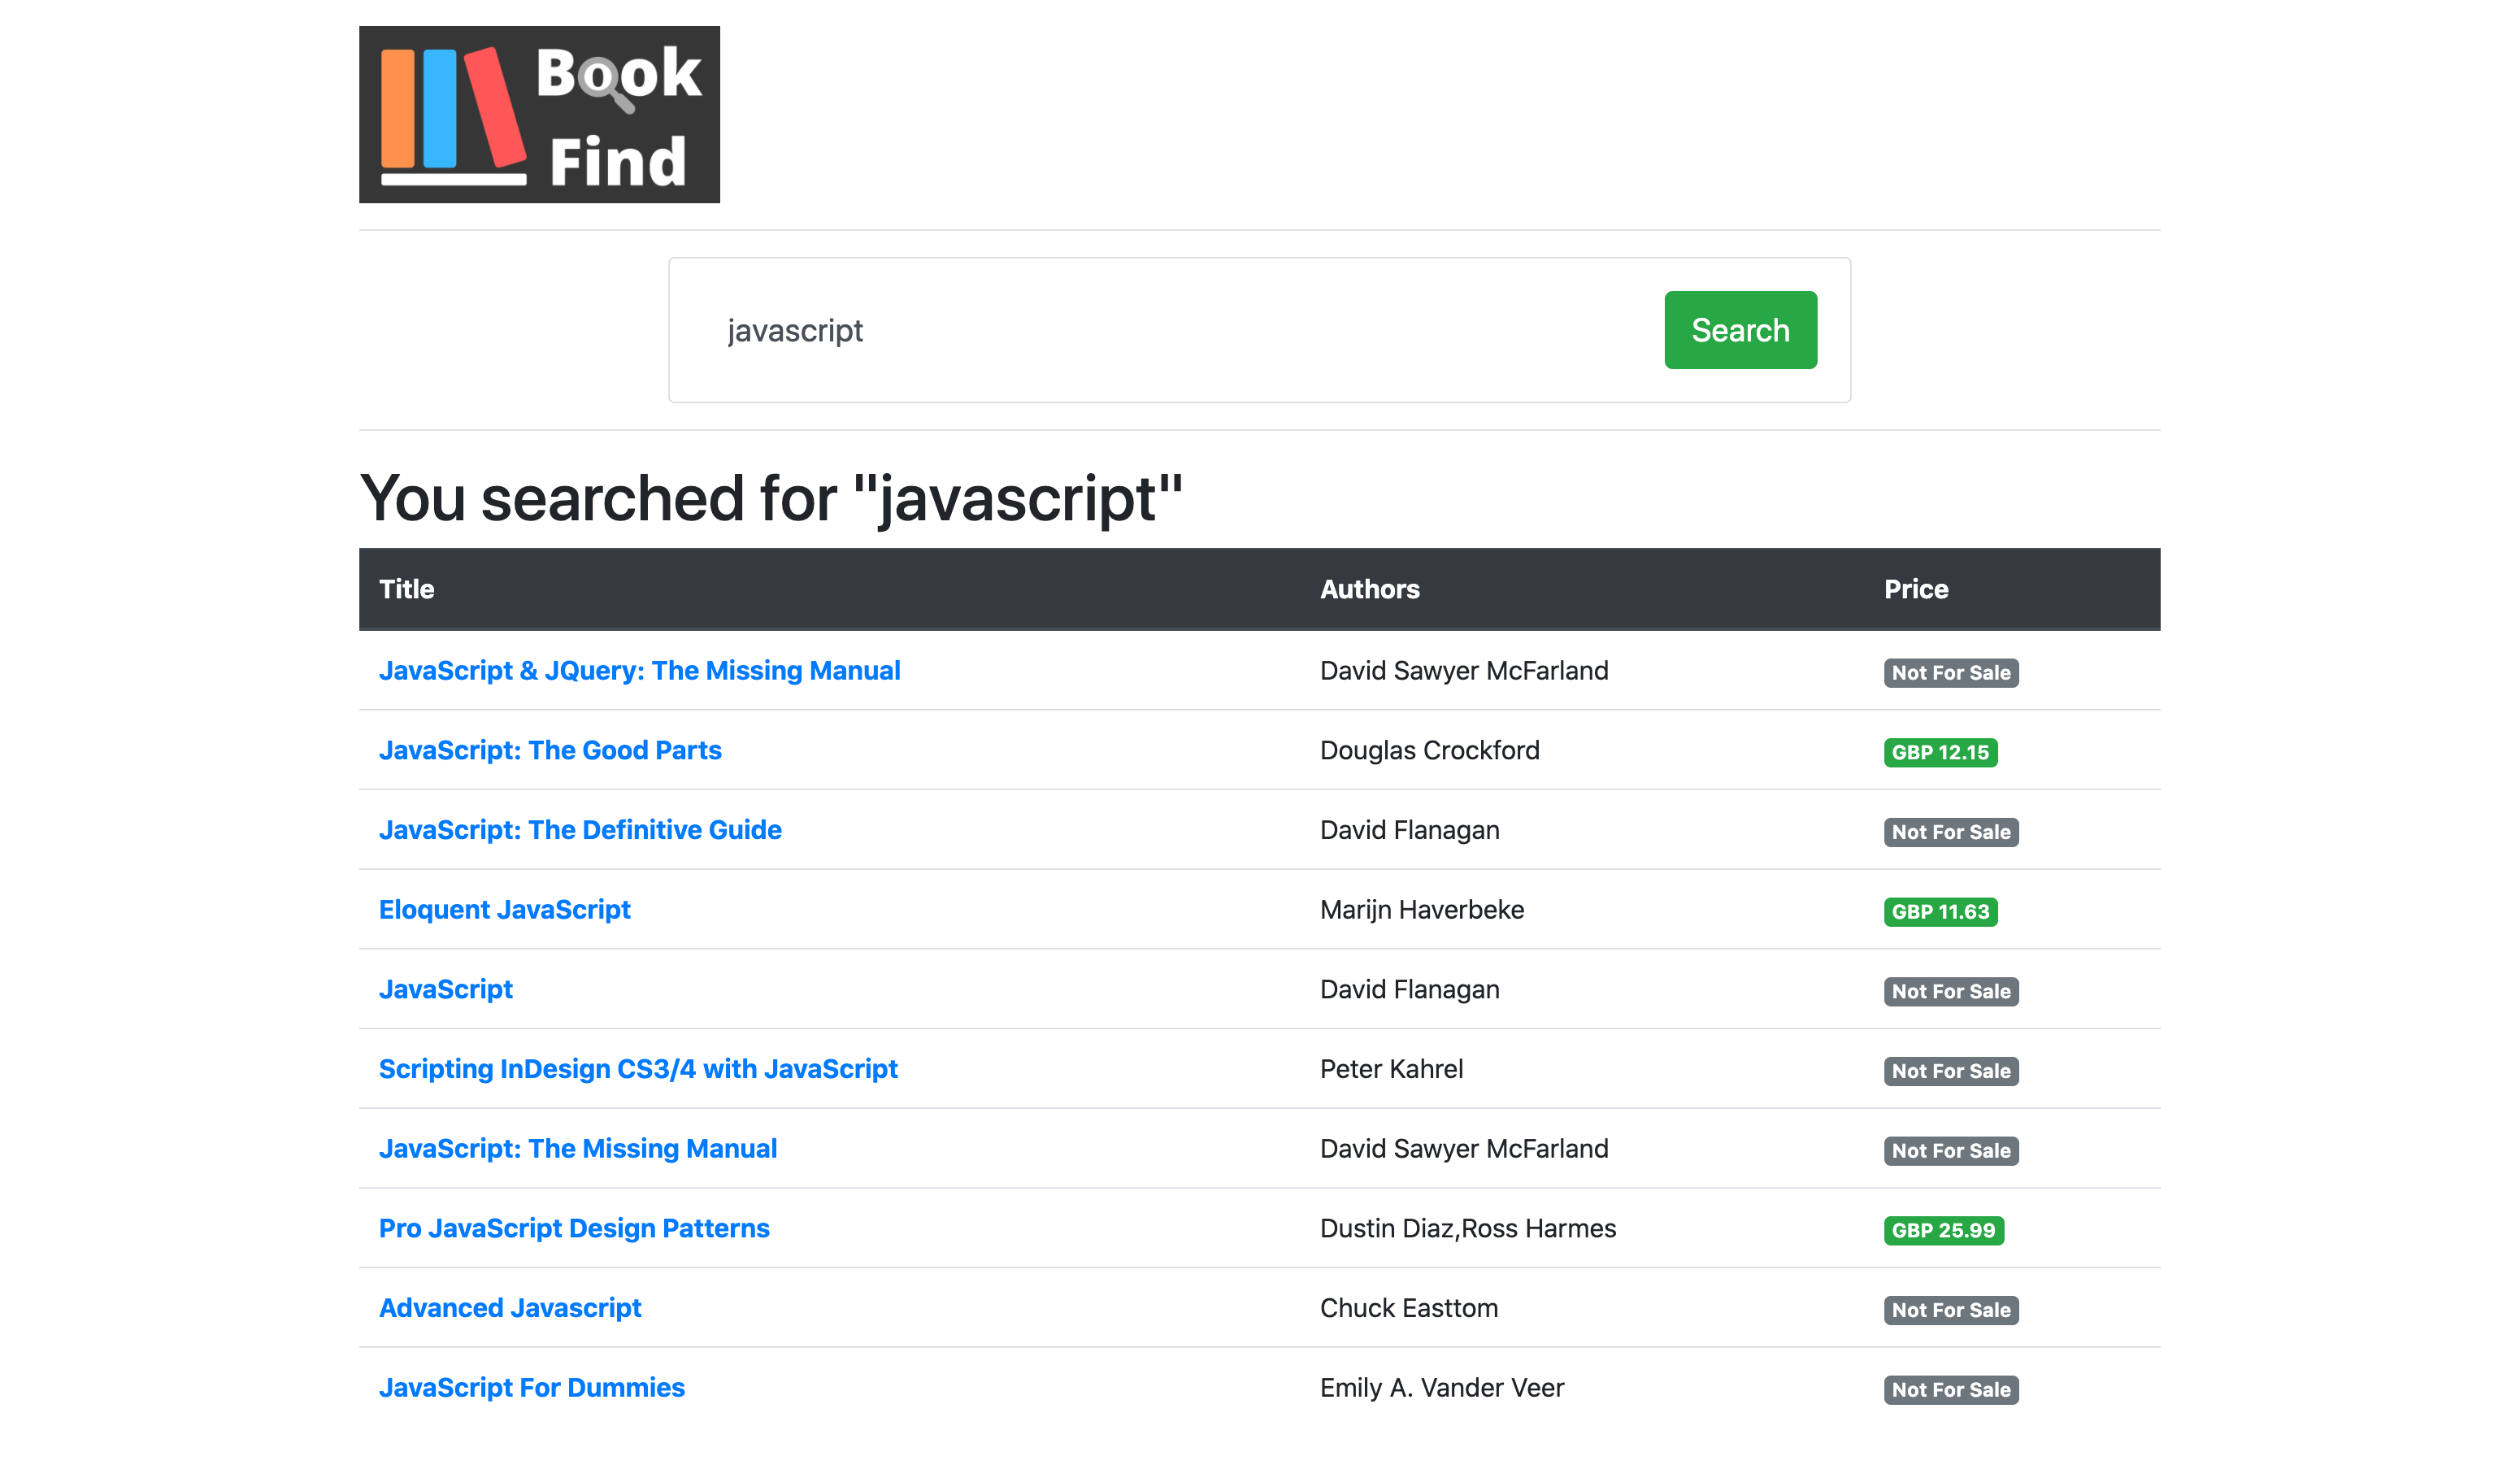 Book
Find
javascript
Search
You searched for "javascript"
Title Authors Price
JavaScript & JQuery: The Missing Manual David Sawyer McFarland Not For Sale
JavaScript: The Good Parts Douglas Crockford GBP 12.15
JavaScript: The Definitive Guide David Flanagan Not For Sale
Eloquent JavaScript Marijn Haverbeke GBP 11.63
JavaScript David Flanagan Not For Sale
Scripting InDesign CS3/4 with JavaScript Peter Kahrel Not For Sale
JavaScript: The Missing Manual David Sawyer McFarland Not For Sale
Pro JavaScript Design Patterns Dustin Diaz,Ross Harmes GBP 25.99
Advanced Javascript Chuck Easttom Not For Sale
JavaScript For Dummies Emily A. Vander Veer Not For Sale